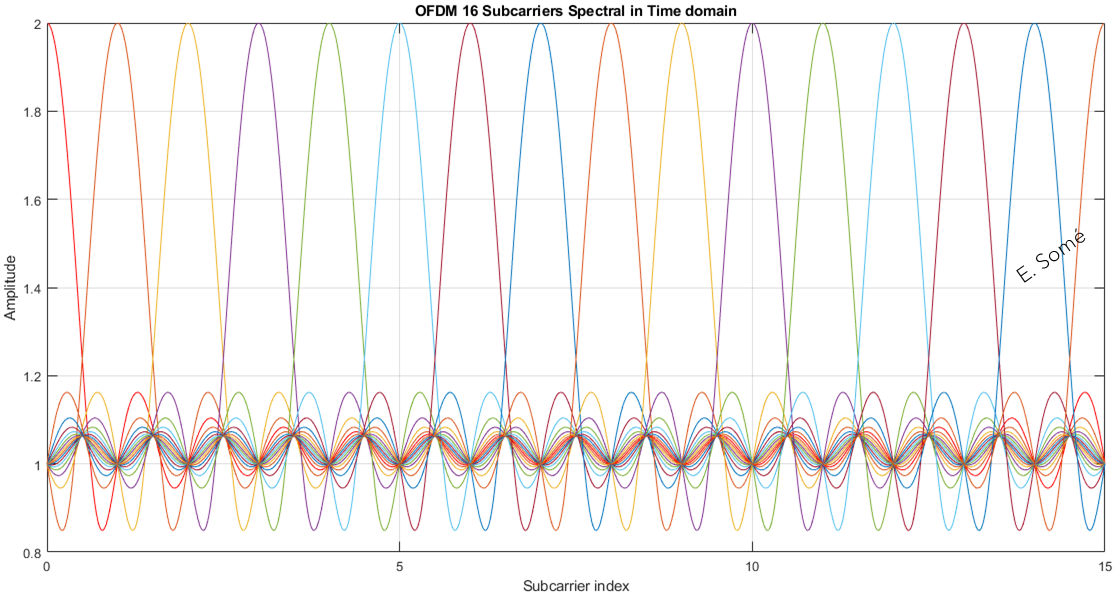 OFDM 16 Subcarriers Spectral in Time domain
2
1.8
1.6
1.4
1.2
1
0.8
Amplitude
E. Somé
0
5
10
15
Subcarrier index